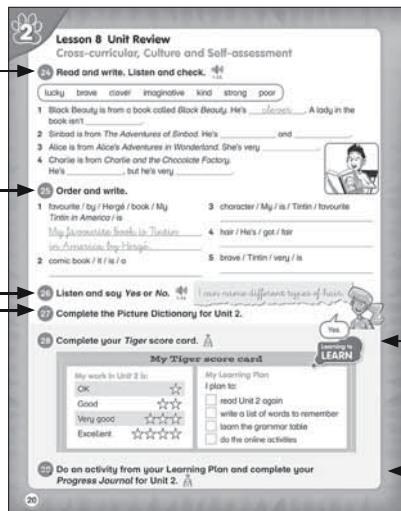 2
Lesson 8 Unit Review
Cross-curricular, Culture and Self-assessment
24 Read and write. Listen and check.
lucky brave clever imaginative kind strong poor
1 Black Beauty is from a book called Black Beauty. He's clever. A lady in the
book isn't
2 Sinbad is from The Adventures of Sinbad. He's and
3 Alice is from Alice's Adventures in Wonderland. She's very
4 Charlie is from Charlie and the Chocolate Factory.
He's , but he's very
25 Order and write.
1 favourite / by / Hergé / book / My
Tintin in America / is
My favourite book is Tintin
in America by Hergé.
2 comic book / it / is / a
3 character / My / is / Tintin / favourite
4 hair / He's / got / fair
5 brave / Tintin / very / is
26 Listen and say Yes or No.
I can name different types of hair.
27 Complete the Picture Dictionary for Unit 2.
Yes.
28 Complete your Tiger score card.
Learning to
LEARN
My Tiger score card
My work in Unit 2 is:
OK
Good
Very good
Excellent
My Learning Plan
I plan to:
read Unit 2 again
write a list of words to remember
learn the grammar table
do the online activities
29 Do an activity from your Learning Plan and complete your
Progress Journal for Unit 2.
20